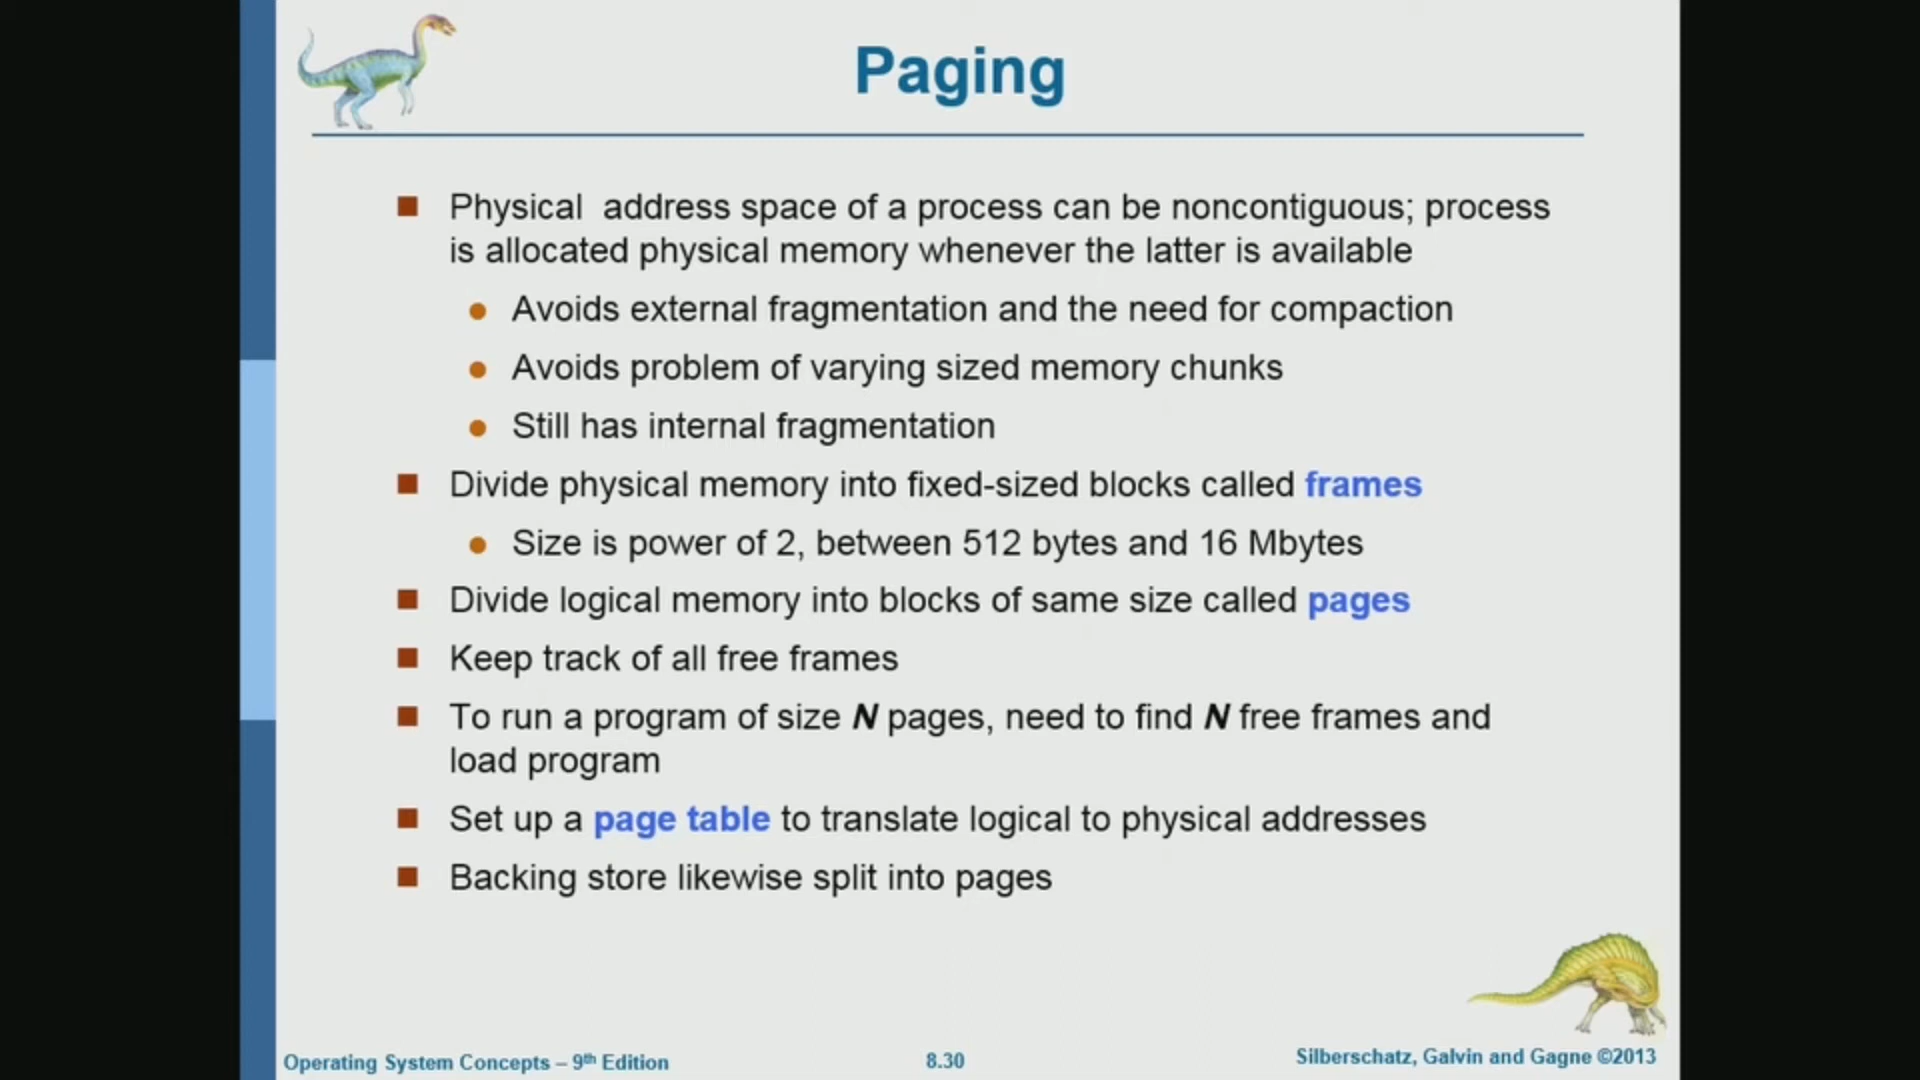 Paging
Physical address space of a process can be noncontiguous; process
is allocated physical memory whenever the latter is available
Avoids external fragmentation and the need for compaction
Avoids problem of varying sized memory chunks
Still has internal fragmentation
Divide physical memory into fixed-sized blocks called frames
Size is power of 2, between 512 bytes and 16 Mbytes
Divide logical memory into blocks of same size called pages
Keep track of all free frames
To run a program of size N pages, need to find N free frames and
load program
Set up a page table to translate logical to physical addresses
Backing store likewise split into pages
Operating System Concepts – 9th Edition
8.30
Silberschatz, Galvin and Gagne ©2013